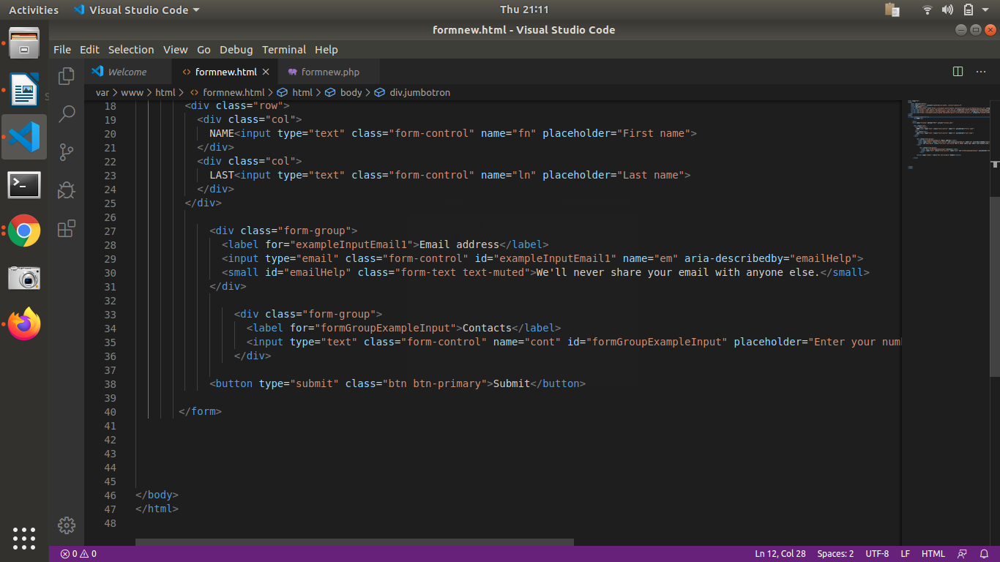 Activities Visual Studio Code Thu 21:11
formnew.html - Visual Studio Code
File Edit Selection View Go Debug Terminal Help
Welcome formnew.html formnew.php
var > www > html > formnew.html > html > body > div.jumbotron
18 <div class="row">
19 <div class="col">
20 NAME<input type="text" class="form-control" name="fn" placeholder="First name">
21 </div>
22 <div class="col">
23 LAST<input type="text" class="form-control" name="ln" placeholder="Last name">
24 </div>
25 </div>
26
27 <div class="form-group">
28 <label for="exampleInputEmail1">Email address</label>
29 <input type="email" class="form-control" id="exampleInputEmail1" name="em" aria-describedby="emailHelp">
30 <small id="emailHelp" class="form-text text-muted">We'll never share your email with anyone else.</small>
31 </div>
32
33 <div class="form-group">
34 <label for="formGroupExampleInput">Contacts</label>
35 <input type="text" class="form-control" name="cont" id="formGroupExampleInput" placeholder="Enter your num
36 </div>
37
38 <button type="submit" class="btn btn-primary">Submit</button>
39
40 </form>
41
42
43
44
45
46 </body>
47 </html>
48
0 0 Ln 12, Col 28 Spaces: 2 UTF-8 LF HTML